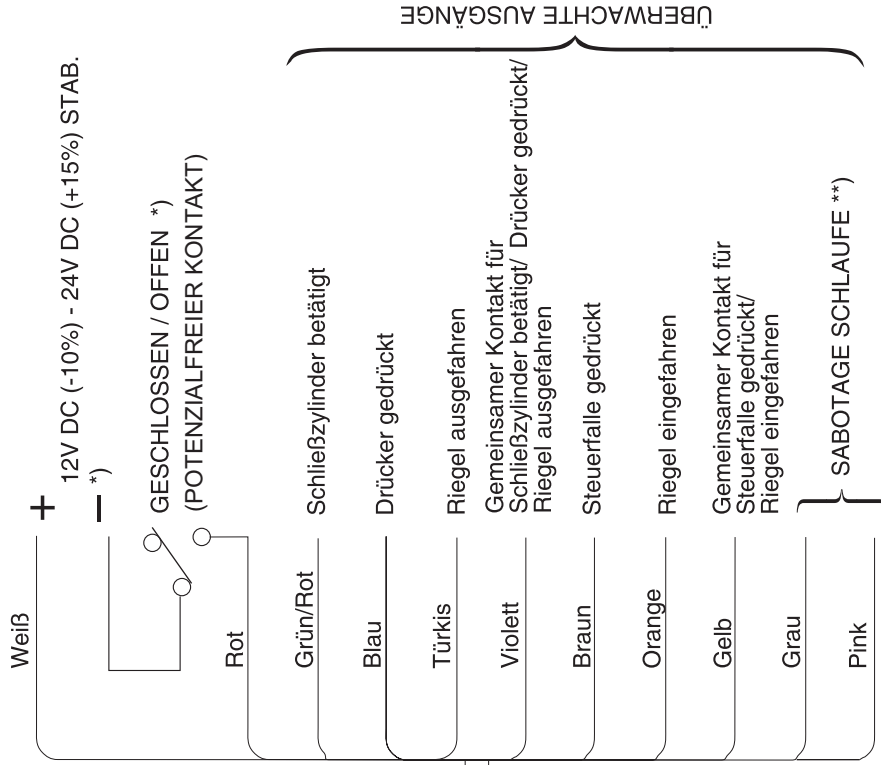 Weiß
+
12V DC (-10%) - 24V DC (+15%) STAB.
– *)
GESCHLOSSEN / OFFEN *)
(POTENZIALFREIER KONTAKT)
Rot
Grün/Rot
Schließzylinder betätigt
Blau
Drücker gedrückt
Türkis
Riegel ausgefahren
Violett
Gemeinsamer Kontakt für
Schließzylinder betätigt/ Drücker gedrückt/
Riegel ausgefahren
Braun
Steuerfalle gedrückt
Orange
Riegel eingefahren
Gelb
Gemeinsamer Kontakt für
Steuerfalle gedrückt/
Riegel eingefahren
Grau
Pink
SABOTAGE SCHLAUFE **)
ÜBERWACHTE AUSGÄNGE